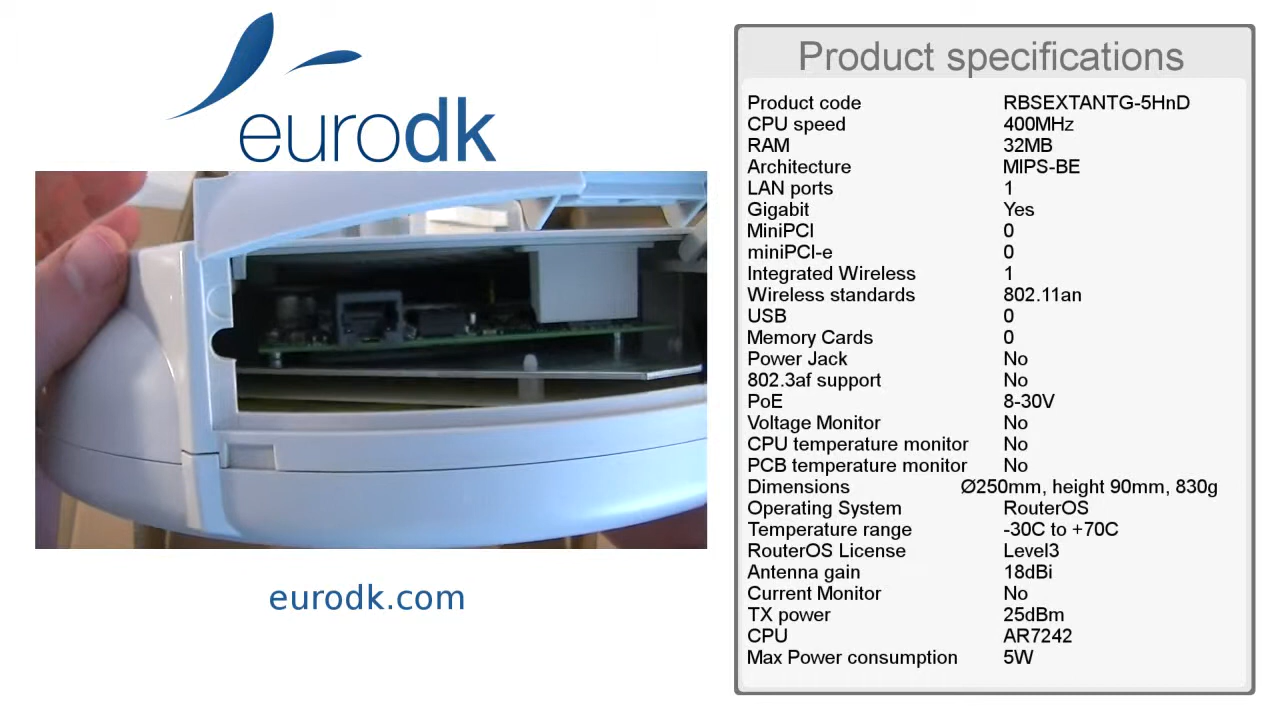 eurodk
eurodk.com
Product specifications
Product code RBSEXTANTG-5HnD
CPU speed 400MHz
RAM 32MB
Architecture MIPS-BE
LAN ports 1
Gigabit Yes
MiniPCI 0
miniPCI-e 0
Integrated Wireless 1
Wireless standards 802.11an
USB 0
Memory Cards 0
Power Jack No
802.3af support No
PoE 8-30V
Voltage Monitor No
CPU temperature monitor No
PCB temperature monitor No
Dimensions Ø250mm, height 90mm, 830g
Operating System RouterOS
Temperature range -30C to +70C
RouterOS License Level3
Antenna gain 18dBi
Current Monitor No
TX power 25dBm
CPU AR7242
Max Power consumption 5W